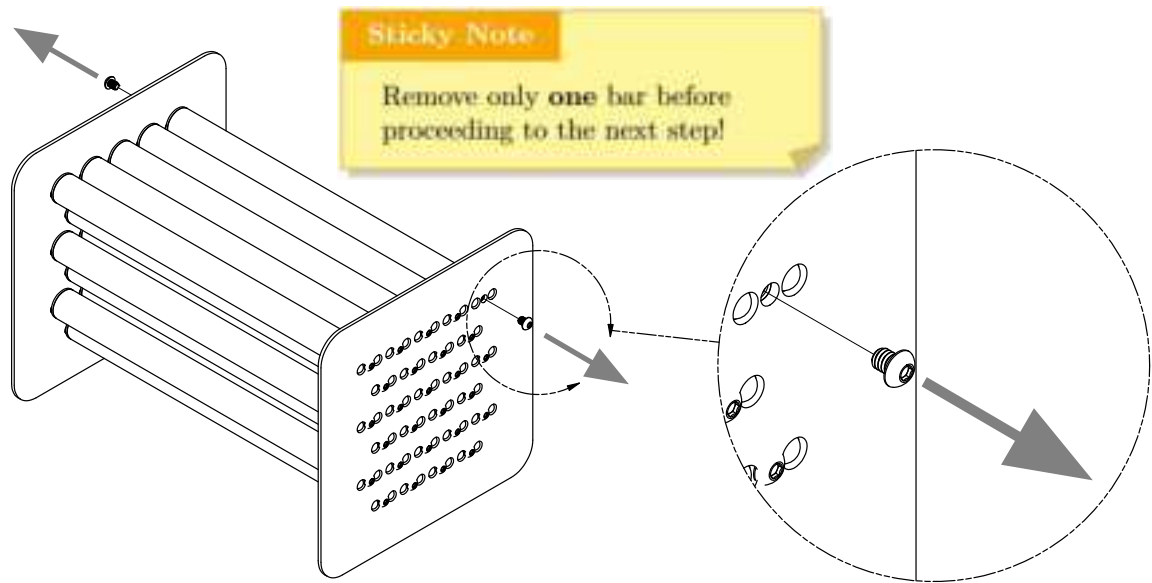 Sticky Note
Remove only one bar before
proceeding to the next step!